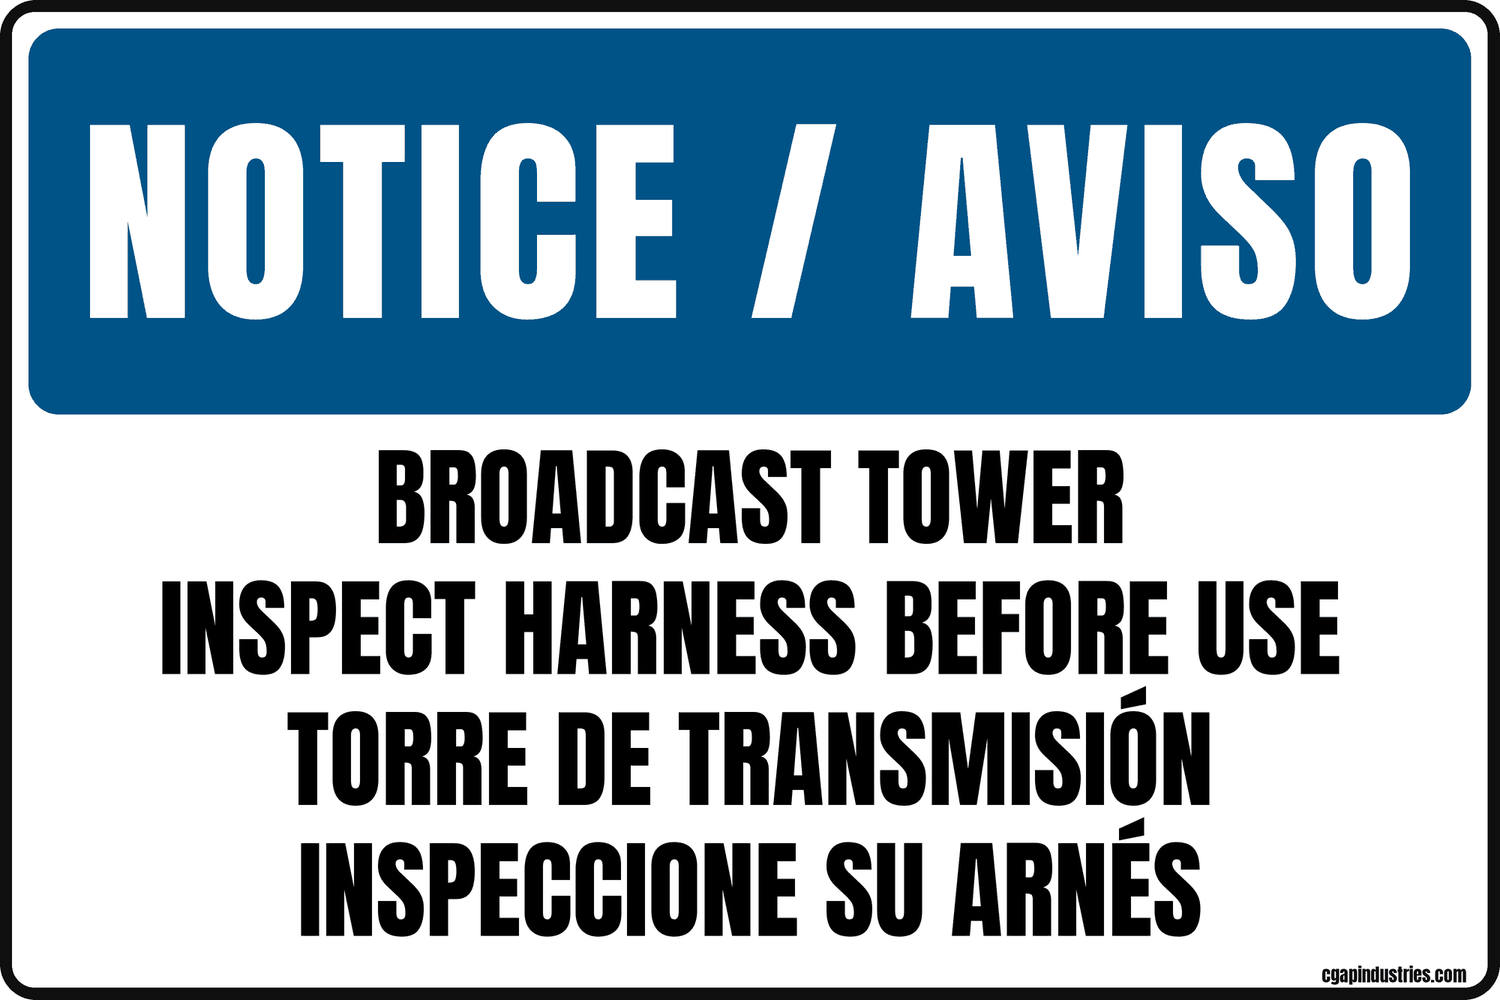 NOTICE / AVISO
BROADCAST TOWER
INSPECT HARNESS BEFORE USE
TORRE DE TRANSMISIÓN
INSPECCIONE SU ARNÉS
cgapindustries.com